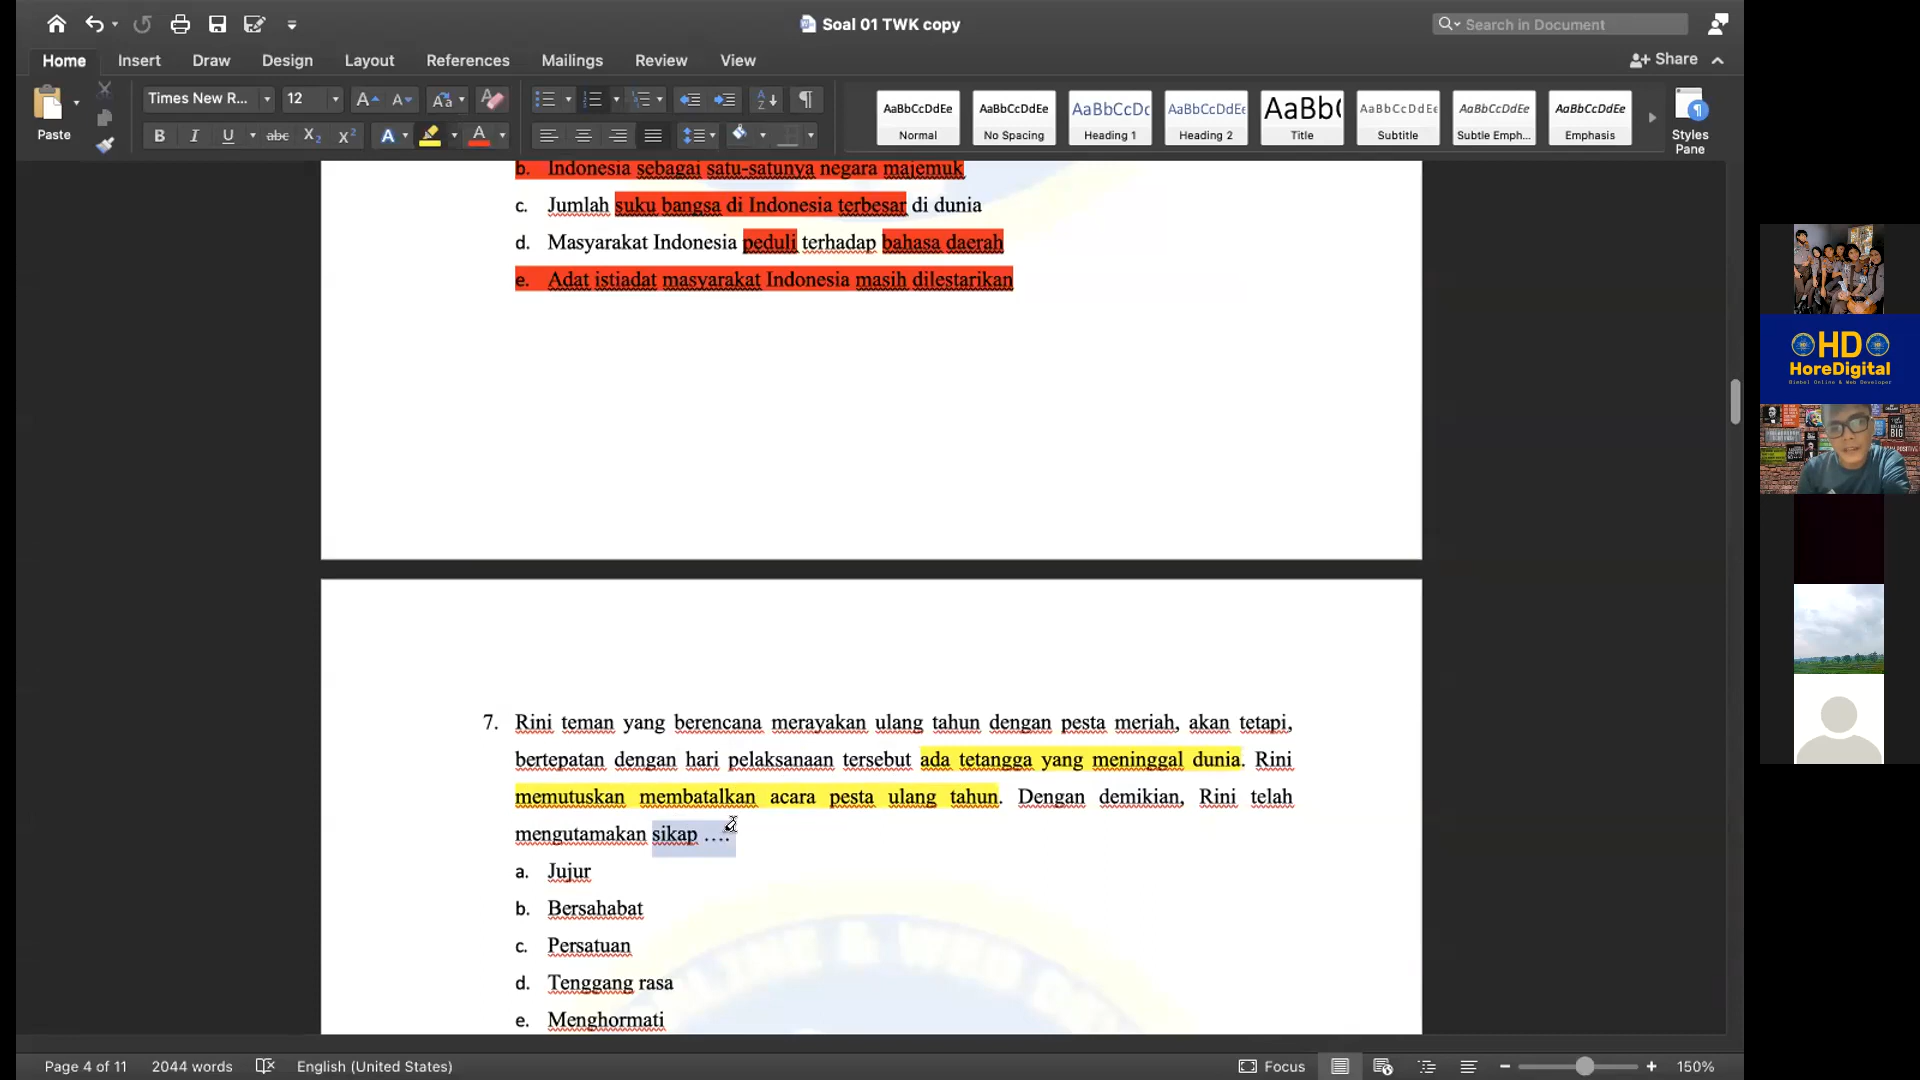 Soal 01 TWK copy
Search in Document
Home Insert Draw Design Layout References Mailings Review View
Share
Paste
Times New R... 12
AaBbCcDdEe Normal
AaBbCcDdEe No Spacing
AaBbCcDc Heading 1
AaBbCcDdEe Heading 2
AaBb( Title
AaBbCcDdEe Subtitle
AaBbCcDdEe Subtle Emph...
AaBbCcDdEe Emphasis
Styles Pane
b. Indonesia sebagai satu-satunya negara majemuk
c. Jumlah suku bangsa di Indonesia terbesar di dunia
d. Masyarakat Indonesia peduli terhadap bahasa daerah
e. Adat istiadat masyarakat Indonesia masih dilestarikan
7. Rini teman yang berencana merayakan ulang tahun dengan pesta meriah, akan tetapi,
bertepatan dengan hari pelaksanaan tersebut ada tetangga yang meninggal dunia. Rini
memutuskan membatalkan acara pesta ulang tahun. Dengan demikian, Rini telah
mengutamakan sikap ….
a. Jujur
b. Bersahabat
c. Persatuan
d. Tenggang rasa
e. Menghormati
Page 4 of 11 2044 words English (United States)
Focus
150%
HD
HoreDigital
Bimbel Online & Web Developer